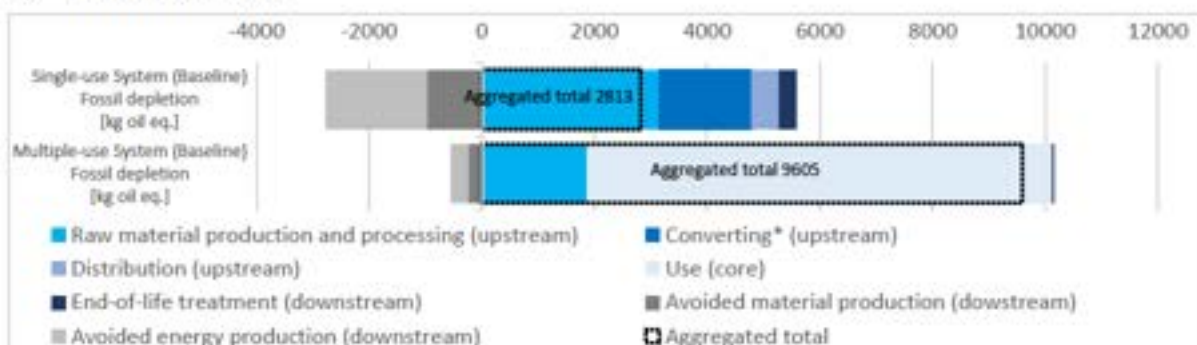 -4000 -2000 0 2000 4000 6000 8000 10000 12000
Single-use System (Baseline)
Fossil depletion
[kg oil eq.]
Aggregated total 2813
Multiple-use System (Baseline)
Fossil depletion
[kg oil eq.]
Aggregated total 9605
Raw material production and processing (upstream) Converting* (upstream)
Distribution (upstream) Use (core)
End-of-life treatment (downstream) Avoided material production (dowstream)
Avoided energy production (downstream) Aggregated total